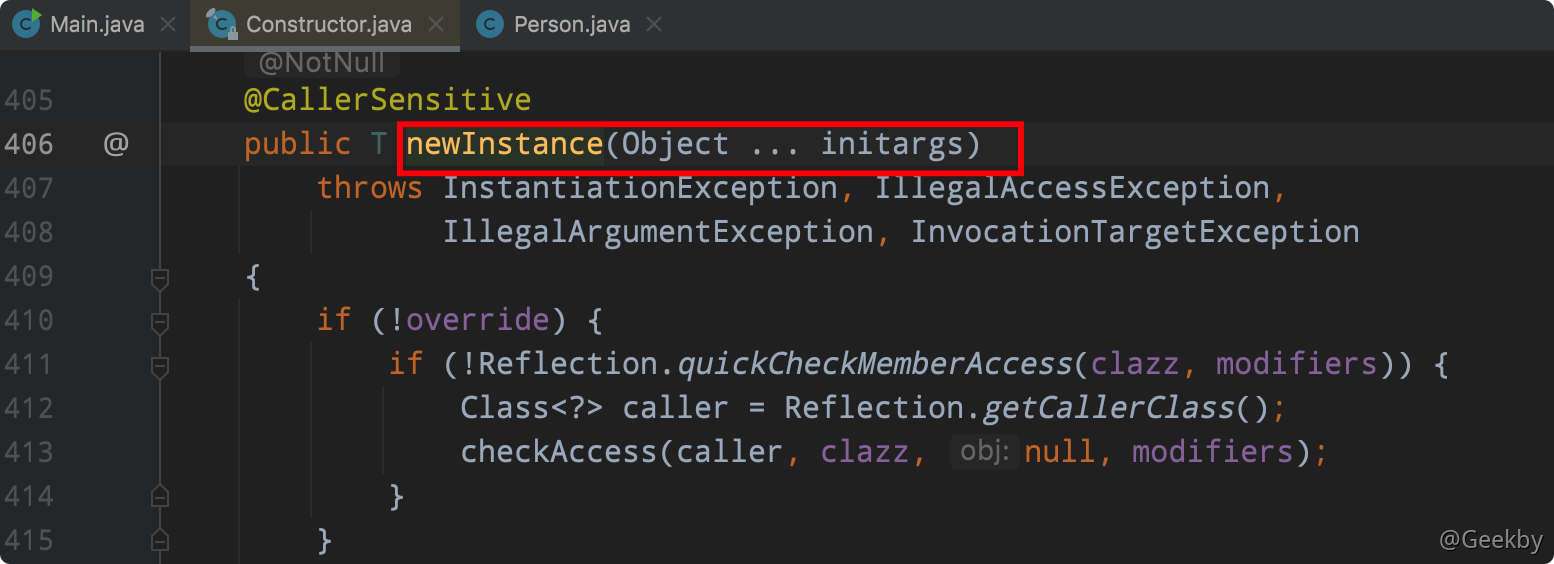 Main.java Constructor.java Person.java
@NotNull
405 @CallerSensitive
406 @ public T newInstance(Object ... initargs)
407 throws InstantiationException, IllegalAccessException,
408 IllegalArgumentException, InvocationTargetException
409 {
410 if (!override) {
411 if (!Reflection.quickCheckMemberAccess(clazz, modifiers)) {
412 Class<?> caller = Reflection.getCallerClass();
413 checkAccess(caller, clazz, obj: null, modifiers);
414 }
415 }
@Geekby